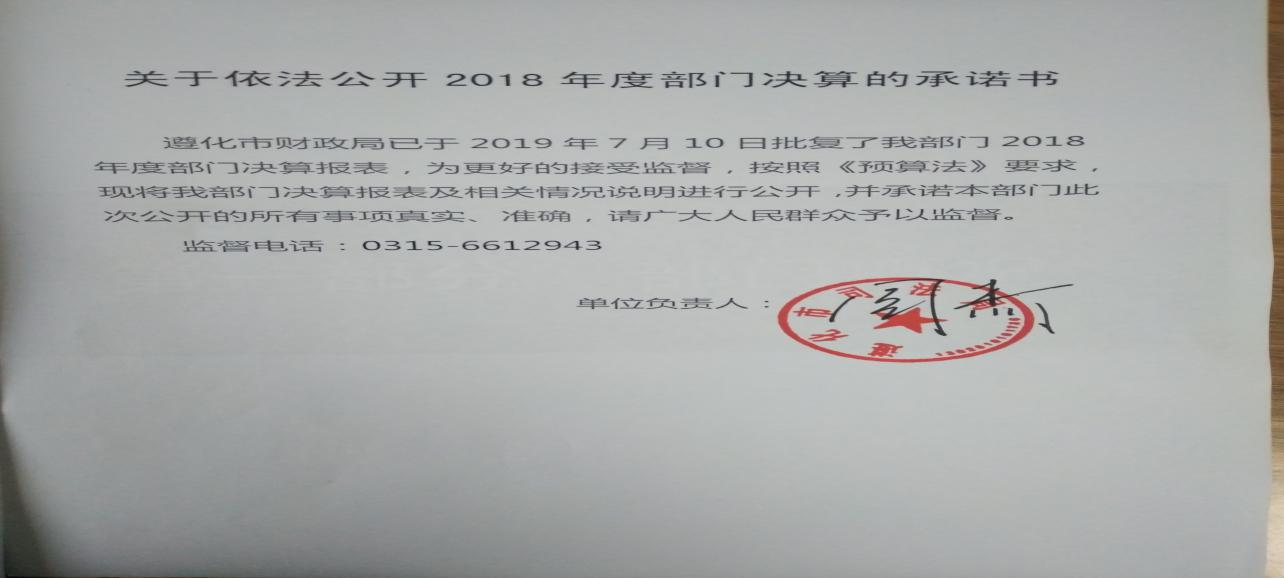 关于依法公开 2018 年度部门决算的承诺书
遵化市财政局已于 2019 年 7 月 10 日批复了我部门 2018
年度部门决算报表，为更好的接受监督，按照《预算法》要求，
现将我部门决算报表及相关情况说明进行公开，并承诺本部门此
次公开的所有事项真实、准确，请广大人民群众予以监督。
监督电话：0315-6612943
单位负责人：
遵化市司法局